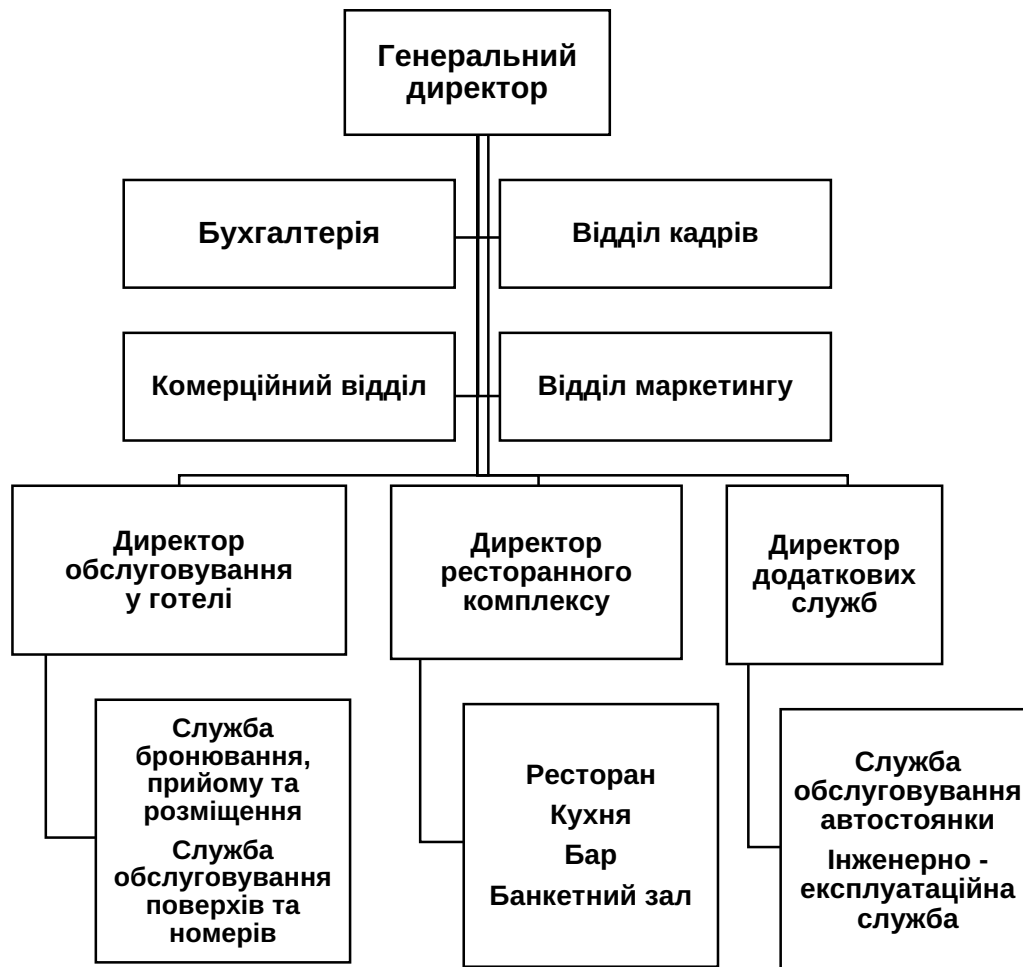 Генеральний
директор
Бухгалтерія
Відділ кадрів
Комерційний відділ
Відділ маркетингу
Директор
обслуговування
у готелі
Директор
ресторанного
комплексу
Директор
додаткових
служб
Служба
бронювання,
прийому та
розміщення
Служба
обслуговування
поверхів та
номерів
Ресторан
Кухня
Бар
Банкетний зал
Служба
обслуговування
автостоянки
Інженерно -
експлуатаційна
служба